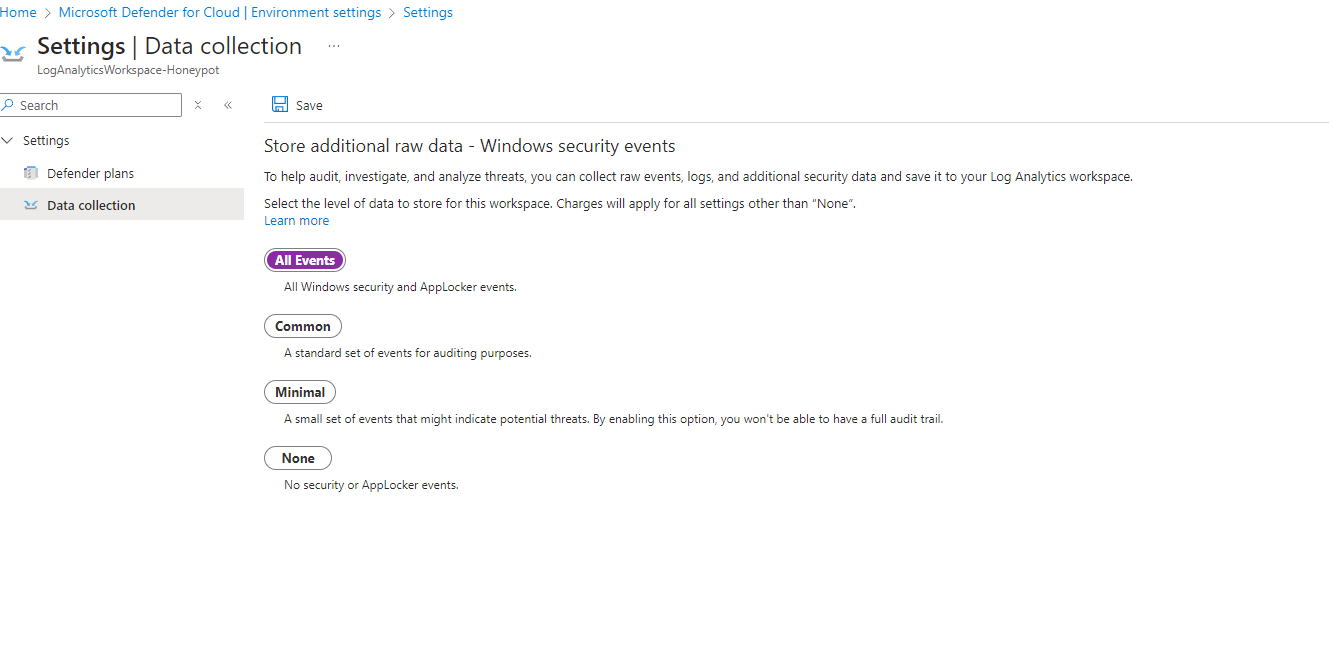 Home > Microsoft Defender for Cloud | Environment settings > Settings
Settings | Data collection ...
LogAnalyticsWorkspace-Honeypot
Search
Save
Settings
Defender plans
Data collection
Store additional raw data - Windows security events
To help audit, investigate, and analyze threats, you can collect raw events, logs, and additional security data and save it to your Log Analytics workspace.
Select the level of data to store for this workspace. Charges will apply for all settings other than “None”.
Learn more
All Events
All Windows security and AppLocker events.
Common
A standard set of events for auditing purposes.
Minimal
A small set of events that might indicate potential threats. By enabling this option, you won't be able to have a full audit trail.
None
No security or AppLocker events.